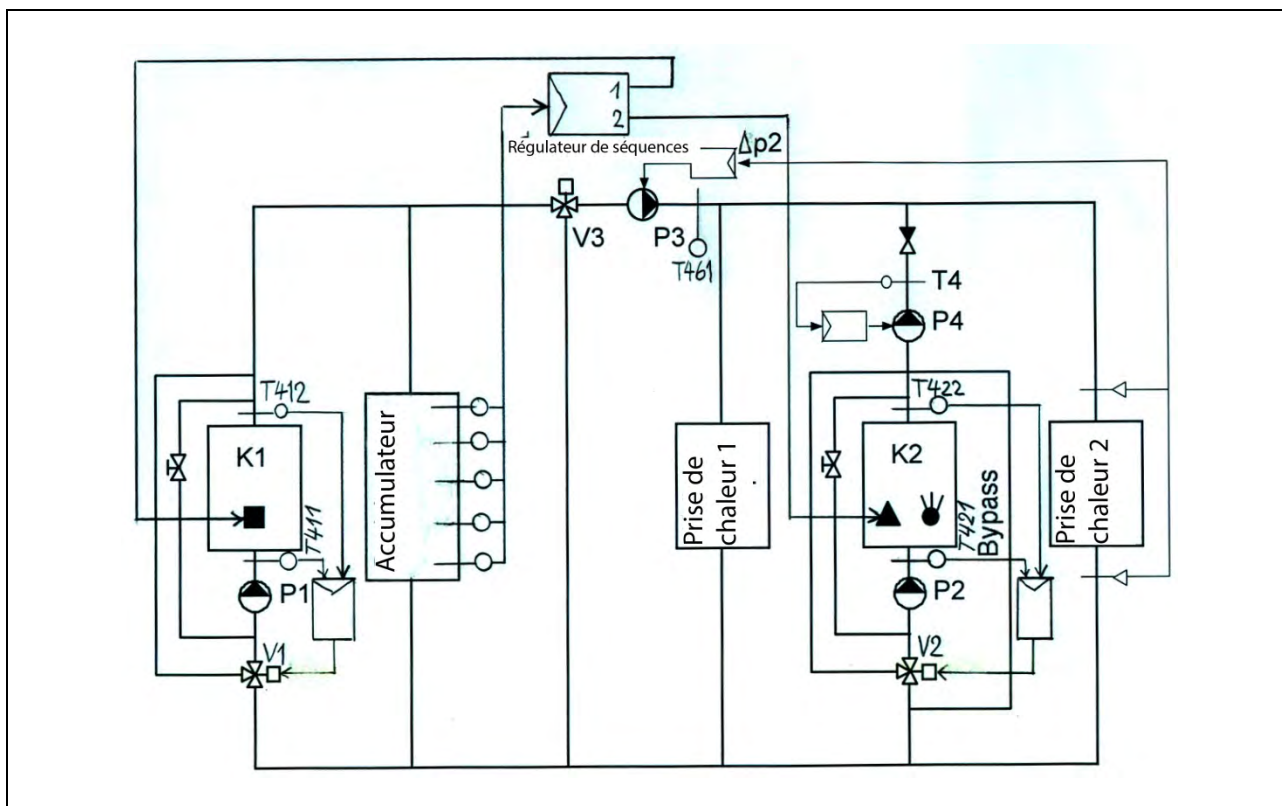 1
2
Régulateur de séquences
Δp2
V3
P3
T461
T4
P4
T412
K1
T411
P1
V1
Accumulateur
Prise de
chaleur 1
T422
K2
T421
Bypass
P2
V2
Prise de
chaleur 2